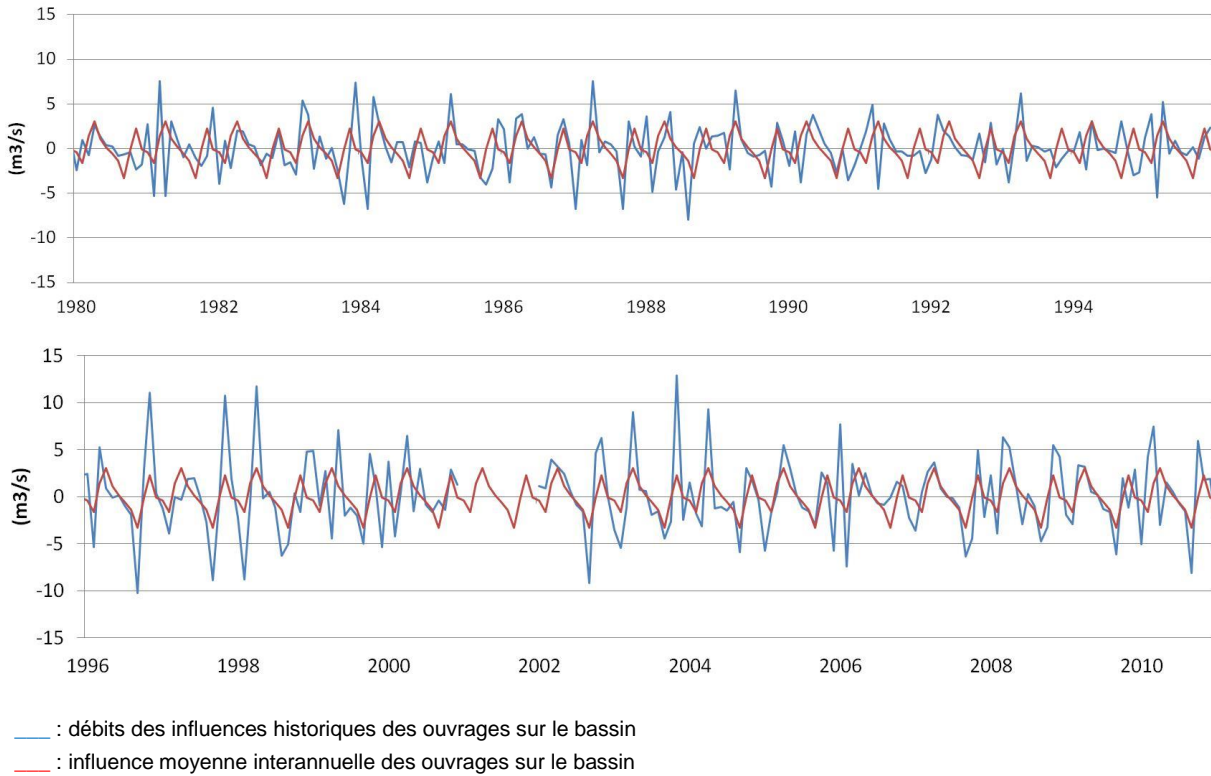 (m3/s)
15
10
5
0
-5
-10
-15
1980 1982 1984 1986 1988 1990 1992 1994
(m3/s)
15
10
5
0
-5
-10
-15
1996 1998 2000 2002 2004 2006 2008 2010
___ : débits des influences historiques des ouvrages sur le bassin
___ : influence moyenne interannuelle des ouvrages sur le bassin